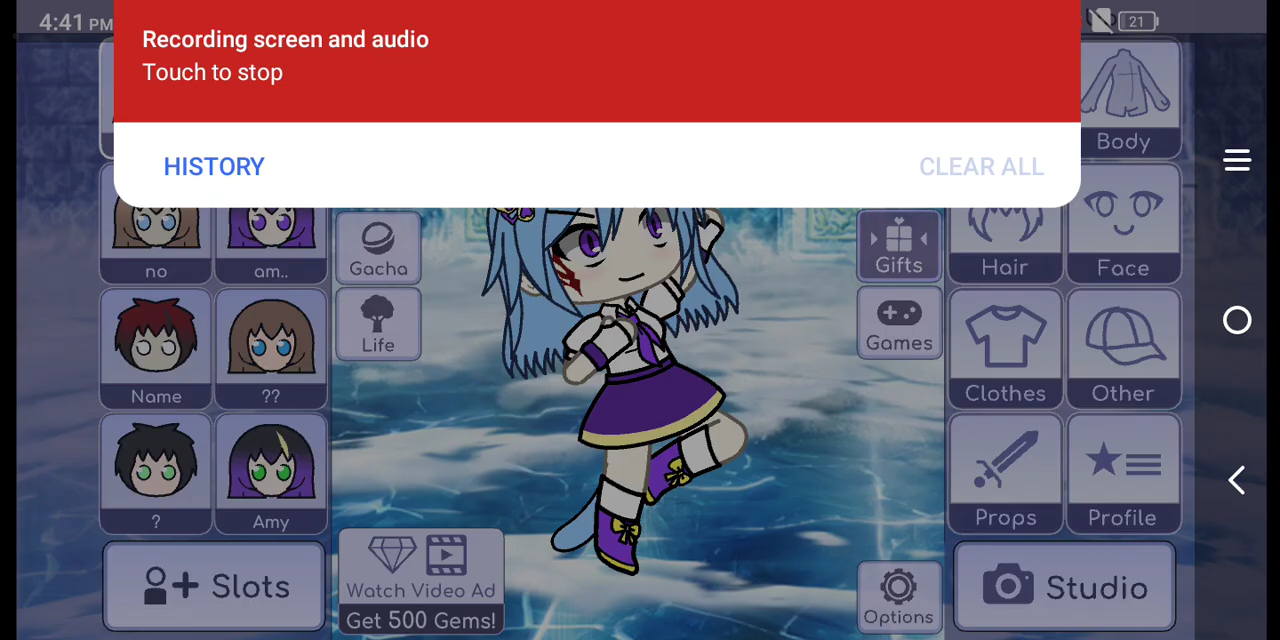 4:41 PM
21
Recording screen and audio
Touch to stop
HISTORY
CLEAR ALL
Body
no
am..
Gacha
Gifts
Hair
Face
Life
Games
Name
??
Clothes
Other
?
Amy
Props
Profile
Slots
Watch Video Ad
Get 500 Gems!
Options
Studio